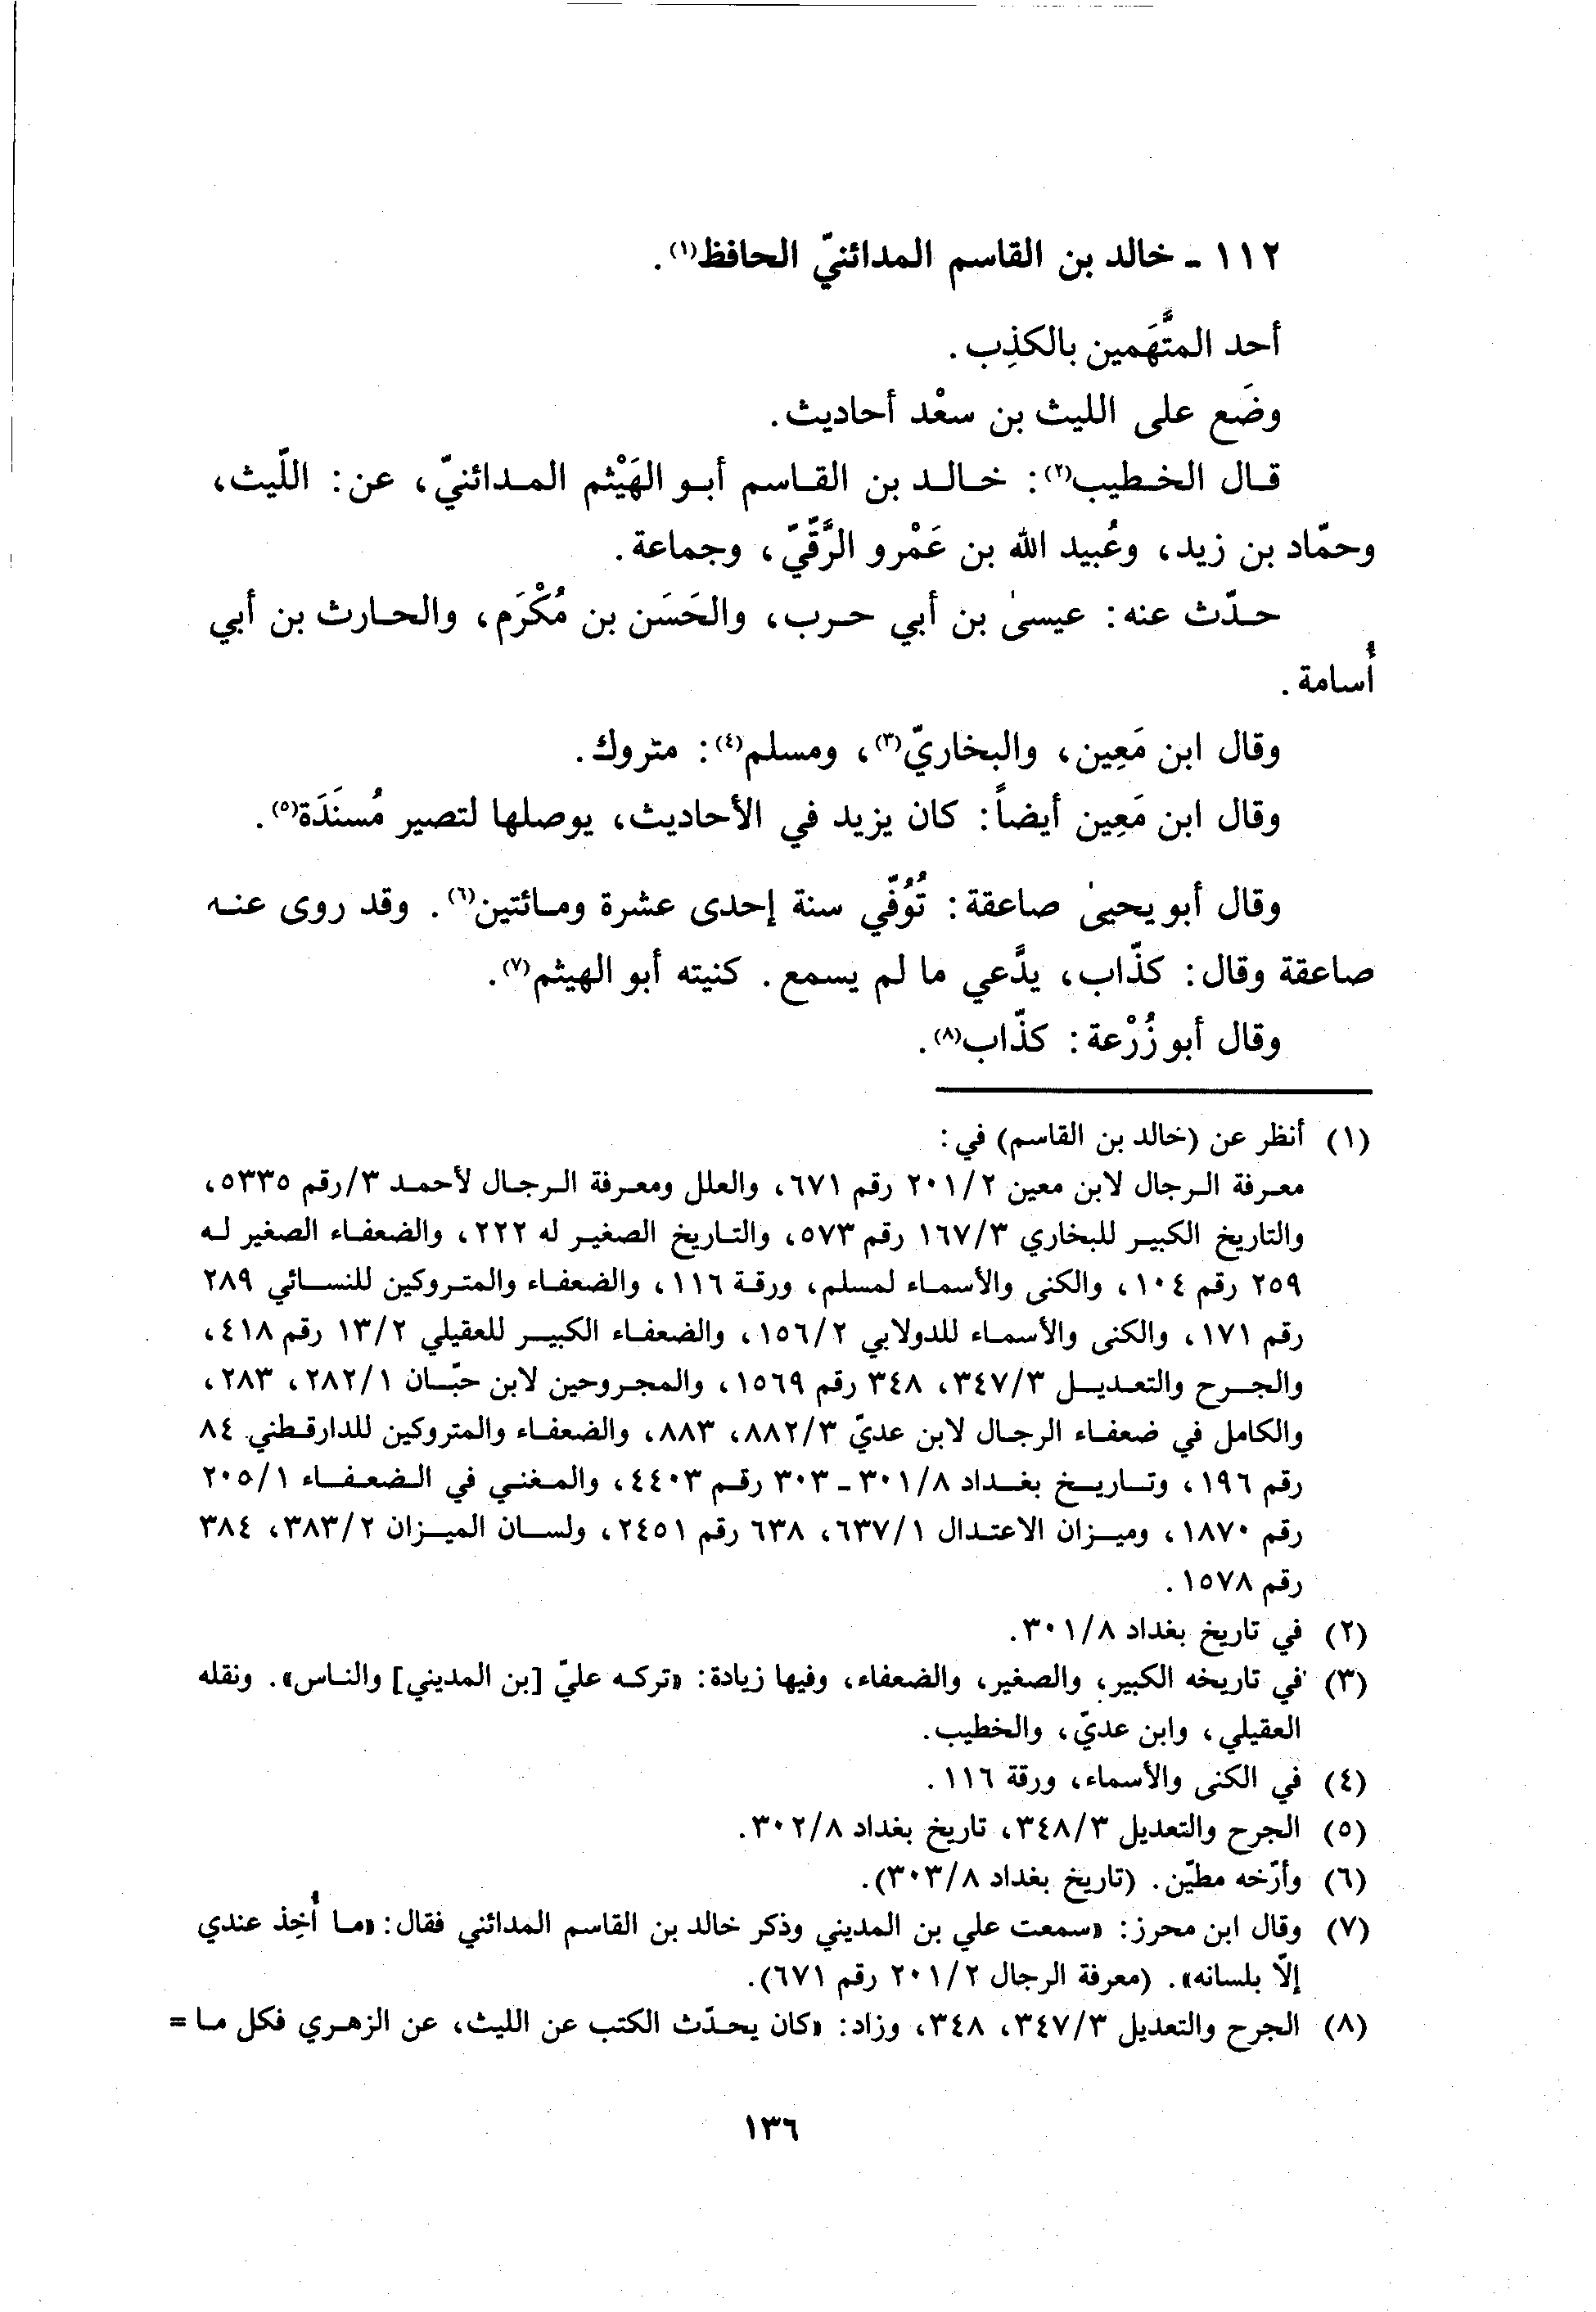 ١١٢ - خالد بن القاسم المدائنيّ الحافظ(١).
أحد المتَّهَمين بالكذِب.
وضَع على الليث بن سعْد أحاديث.
قال الخطيب(٢): خالد بن القاسم أبو الهَيْثم المدائنيّ، عن: اللّيث،
وحمّاد بن زيد، وعُبيد الله بن عَمْرو الرَّقّيّ، وجماعة.
حدّث عنه: عيسىٰ بن أبي حرب، والحَسَن بن مُكْرَم، والحارث بن أبي
أُسامة.
وقال ابن مَعِين، والبخاريّ(٣)، ومسلم(٤): متروك.
وقال ابن مَعِين أيضاً: كان يزيد في الأحاديث، يوصلها لتصير مُسنَدَة(٥).
وقال أبو يحيىٰ صاعقة: تُوُفّي سنة إحدى عشرة ومائتين(٦). وقد روى عنه
صاعقة وقال: كذّاب، يدَّعي ما لم يسمع. كنيته أبو الهيثم(٧).
وقال أبو زُرْعة: كذّاب(٨).
(١) أنظر عن (خالد بن القاسم) في:
معرفة الرجال لابن معين ٢٠١/٢ رقم ٦٧١، والعلل ومعرفة الرجال لأحمد ٣/رقم ٥٣٣٥،
والتاريخ الكبير للبخاري ١٦٧/٣ رقم ٥٧٣، والتاريخ الصغير له ٢٢٢، والضعفاء الصغير له
٢٥٩ رقم ١٠٤، والكنى والأسماء لمسلم، ورقة ١١٦، والضعفاء والمتروكين للنسائي ٢٨٩
رقم ١٧١، والكنى والأسماء للدولابي ١٥٦/٢، والضعفاء الكبير للعقيلي ١٣/٢ رقم ٤١٨،
والجرح والتعديل ٣٤٧/٣، ٣٤٨ رقم ١٥٦٩، والمجروحين لابن حبّان ٢٨٢/١، ٢٨٣،
والكامل في ضعفاء الرجال لابن عديّ ٨٨٢/٣، ٨٨٣، والضعفاء والمتروكين للدارقطني ٨٤
رقم ١٩٦، وتاريخ بغداد ٣٠١/٨ - ٣٠٣ رقم ٤٤٠٣، والمغني في الضعفاء ٢٠٥/١
رقم ١٨٧٠، وميزان الاعتدال ٦٣٧/١، ٦٣٨ رقم ٢٤٥١، ولسان الميزان ٣٨٣/٢، ٣٨٤
رقم ١٥٧٨.
(٢) في تاريخ بغداد ٣٠١/٨.
(٣) في تاريخه الكبير، والصغير، والضعفاء، وفيها زيادة: «تركه عليّ [بن المديني] والناس». ونقله
العقيلي، وابن عديّ، والخطيب.
(٤) في الكنى والأسماء، ورقة ١١٦.
(٥) الجرح والتعديل ٣٤٨/٣، تاريخ بغداد ٣٠٢/٨.
(٦) وأرّخه مطيّن. (تاريخ بغداد ٣٠٣/٨).
(٧) وقال ابن محرز: «سمعت علي بن المديني وذكر خالد بن القاسم المدائني فقال: «ما أُخِذ عندي
إلّا بلسانه». (معرفة الرجال ٢٠١/٢ رقم ٦٧١).
(٨) الجرح والتعديل ٣٤٧/٣، ٣٤٨، وزاد: «كان يحدّث الكتب عن الليث، عن الزهري فكل ما =
١٣٦